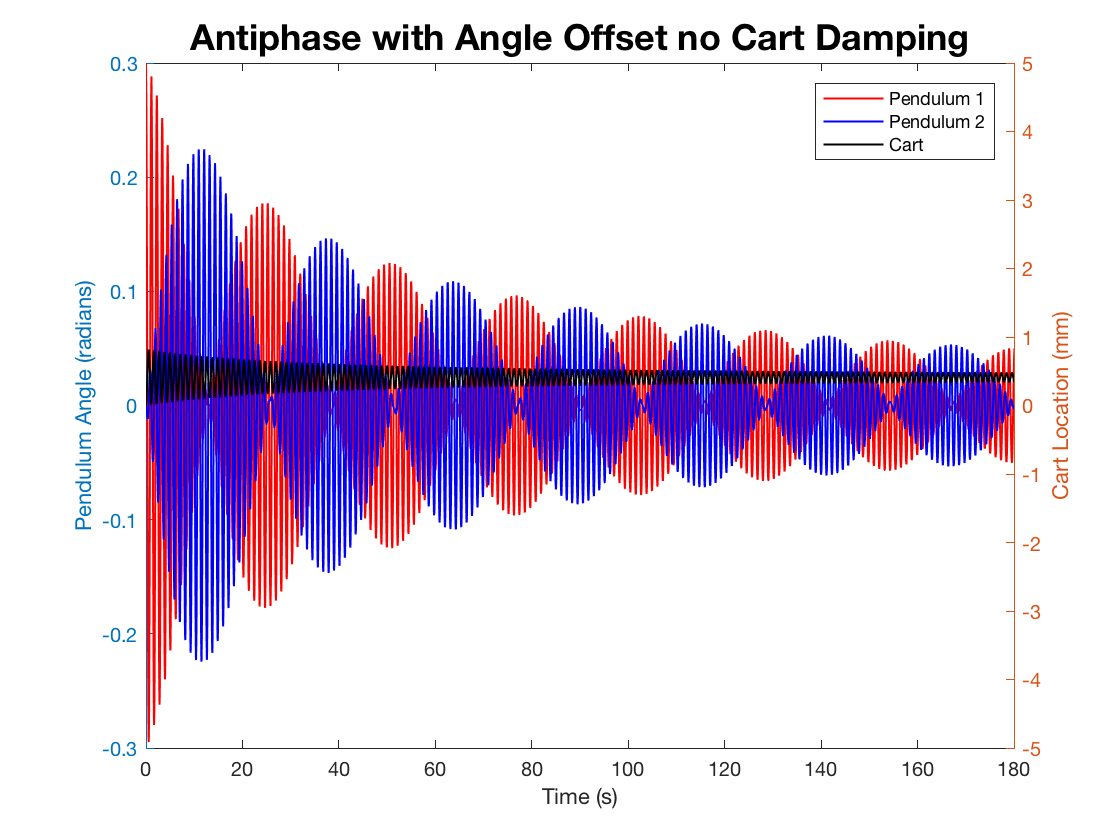 Antiphase with Angle Offset no Cart Damping
Pendulum 1
Pendulum 2
Cart
Pendulum Angle (radians)
0.3
0.2
0.1
0
-0.1
-0.2
-0.3
Cart Location (mm)
5
4
3
2
1
0
-1
-2
-3
-4
-5
0 20 40 60 80 100 120 140 160 180
Time (s)